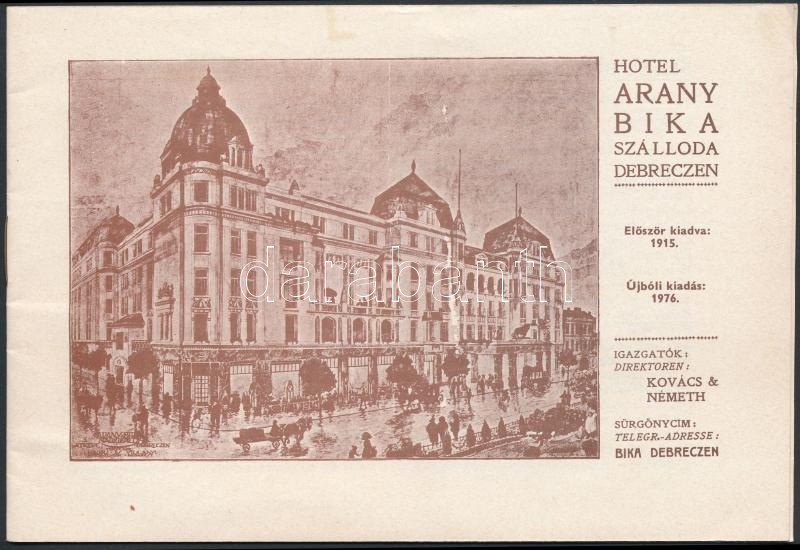 HOTEL
ARANY
BIKA
SZÁLLODA
DEBRECZEN
Először kiadva:
1915.
Újbóli kiadás:
1976.
IGAZGATÓK:
DIREKTOREN:
KOVÁCS &
NÉMETH
SÜRGÖNYCIM:
TELEGR.-ADRESSE:
BIKA DEBRECZEN
darabanth